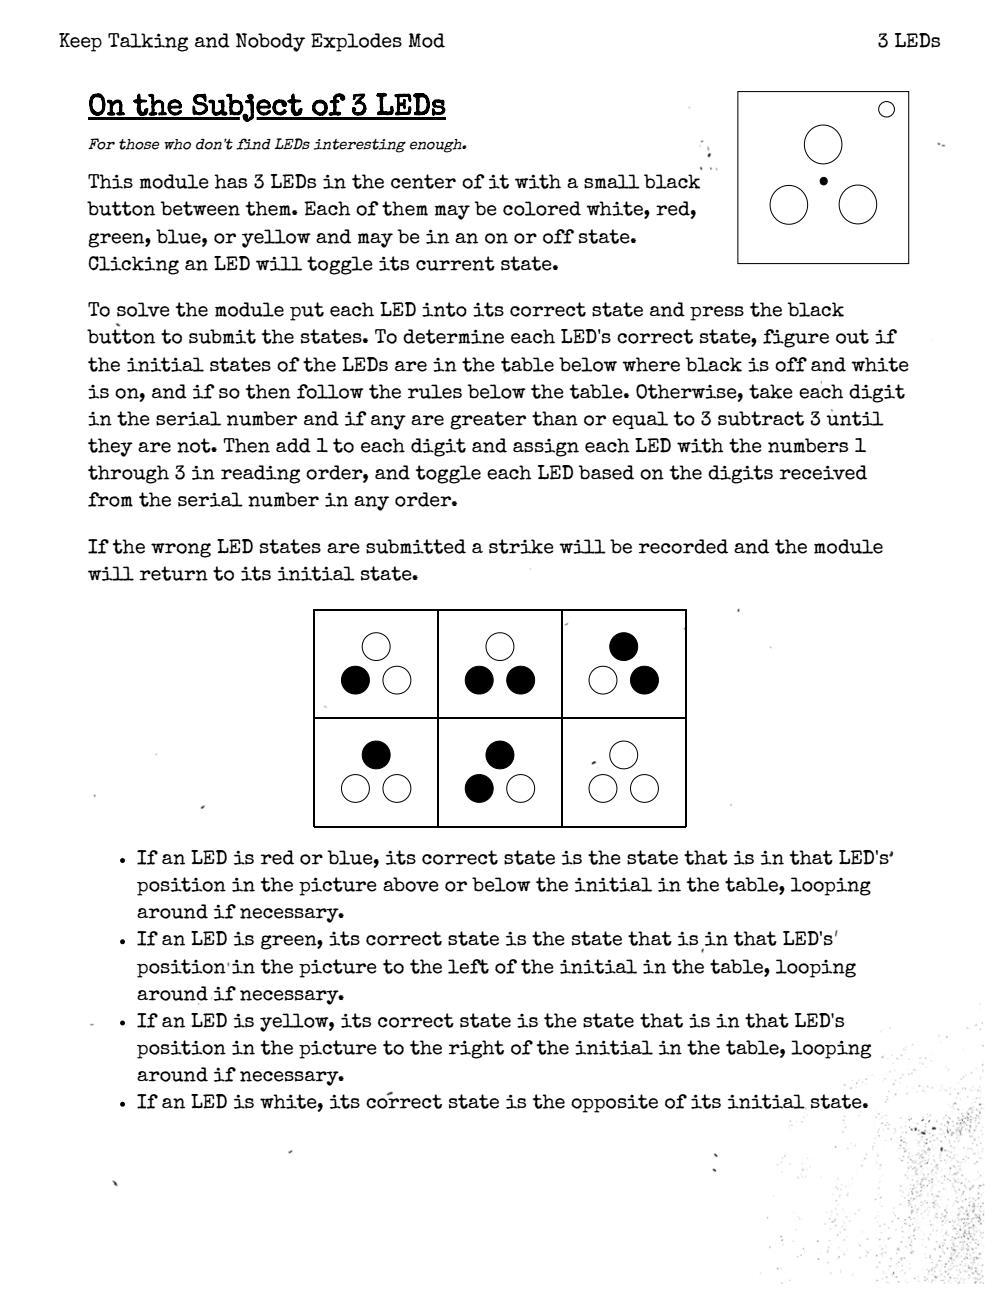 Keep Talking and Nobody Explodes Mod
3 LEDs
On the Subject of 3 LEDs
For those who don't find LEDs interesting enough.
This module has 3 LEDs in the center of it with a small black
button between them. Each of them may be colored white, red,
green, blue, or yellow and may be in an on or off state.
Clicking an LED will toggle its current state.
To solve the module put each LED into its correct state and press the black
button to submit the states. To determine each LED's correct state, figure out if
the initial states of the LEDs are in the table below where black is off and white
is on, and if so then follow the rules below the table. Otherwise, take each digit
in the serial number and if any are greater than or equal to 3 subtract 3 until
they are not. Then add 1 to each digit and assign each LED with the numbers 1
through 3 in reading order, and toggle each LED based on the digits received
from the serial number in any order.
If the wrong LED states are submitted a strike will be recorded and the module
will return to its initial state.
• If an LED is red or blue, its correct state is the state that is in that LED's
position in the picture above or below the initial in the table, looping
around if necessary.
• If an LED is green, its correct state is the state that is in that LED's
position in the picture to the left of the initial in the table, looping
around if necessary.
• If an LED is yellow, its correct state is the state that is in that LED's
position in the picture to the right of the initial in the table, looping
around if necessary.
• If an LED is white, its correct state is the opposite of its initial state.